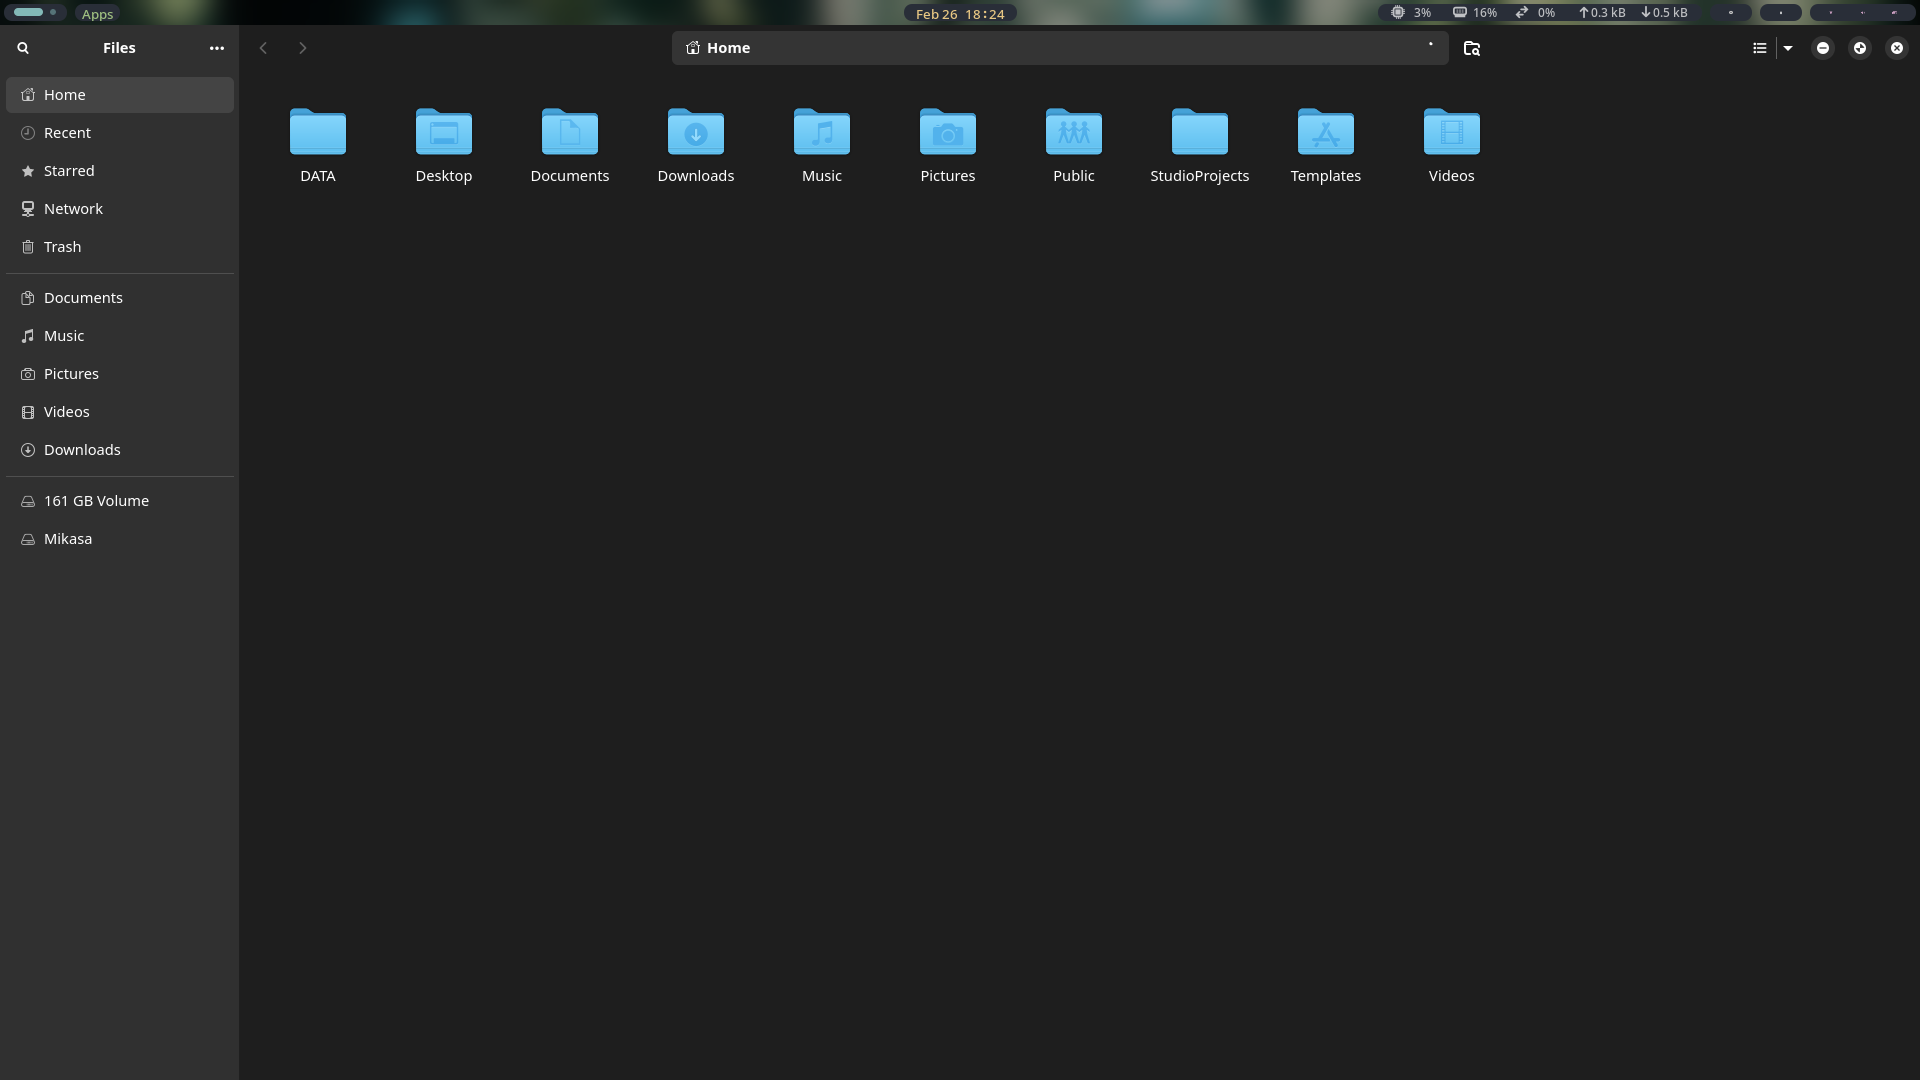 Apps
Feb 26 18:24
3% 16% 0% 0.3 kB 0.5 kB
Files
Home
Home
Recent
Starred
Network
Trash
Documents
Music
Pictures
Videos
Downloads
161 GB Volume
Mikasa
DATA
Desktop
Documents
Downloads
Music
Pictures
Public
StudioProjects
Templates
Videos